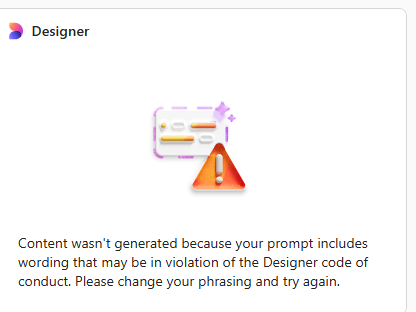 Designer
Content wasn't generated because your prompt includes
wording that may be in violation of the Designer code of
conduct. Please change your phrasing and try again.